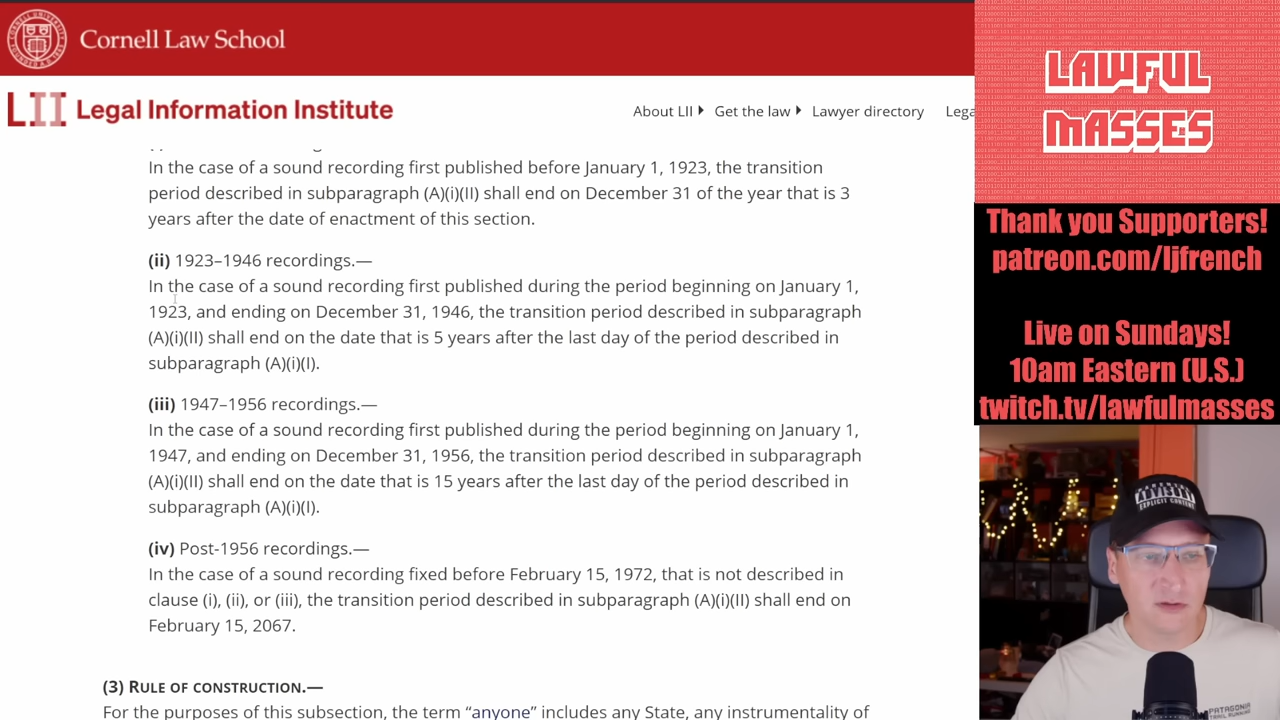 Cornell Law School
LII Legal Information Institute
About LII Get the law Lawyer directory
In the case of a sound recording first published before January 1, 1923, the transition
period described in subparagraph (A)(i)(II) shall end on December 31 of the year that is 3
years after the date of enactment of this section.
(ii) 1923–1946 recordings.—
In the case of a sound recording first published during the period beginning on January 1,
1923, and ending on December 31, 1946, the transition period described in subparagraph
(A)(i)(II) shall end on the date that is 5 years after the last day of the period described in
subparagraph (A)(i)(I).
(iii) 1947–1956 recordings.—
In the case of a sound recording first published during the period beginning on January 1,
1947, and ending on December 31, 1956, the transition period described in subparagraph
(A)(i)(II) shall end on the date that is 15 years after the last day of the period described in
subparagraph (A)(i)(I).
(iv) Post-1956 recordings.—
In the case of a sound recording fixed before February 15, 1972, that is not described in
clause (i), (ii), or (iii), the transition period described in subparagraph (A)(i)(II) shall end on
February 15, 2067.
(3) RULE OF CONSTRUCTION.—
For the purposes of this subsection, the term “anyone” includes any State, any instrumentality of
LAWFUL
MASSES
Thank you Supporters!
patreon.com/ljfrench
Live on Sundays!
10am Eastern (U.S.)
twitch.tv/lawfulmasses
ADVISORY
EXPLICIT CONTENT
PATAGONIA